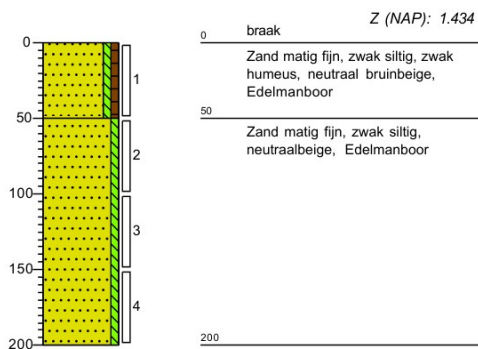 Z (NAP): 1.434
0
0
braak
Zand matig fijn, zwak siltig, zwak
humeus, neutraal bruinbeige,
Edelmanboor
1
50
50
Zand matig fijn, zwak siltig,
neutraalbeige, Edelmanboor
2
100
3
150
4
200
200